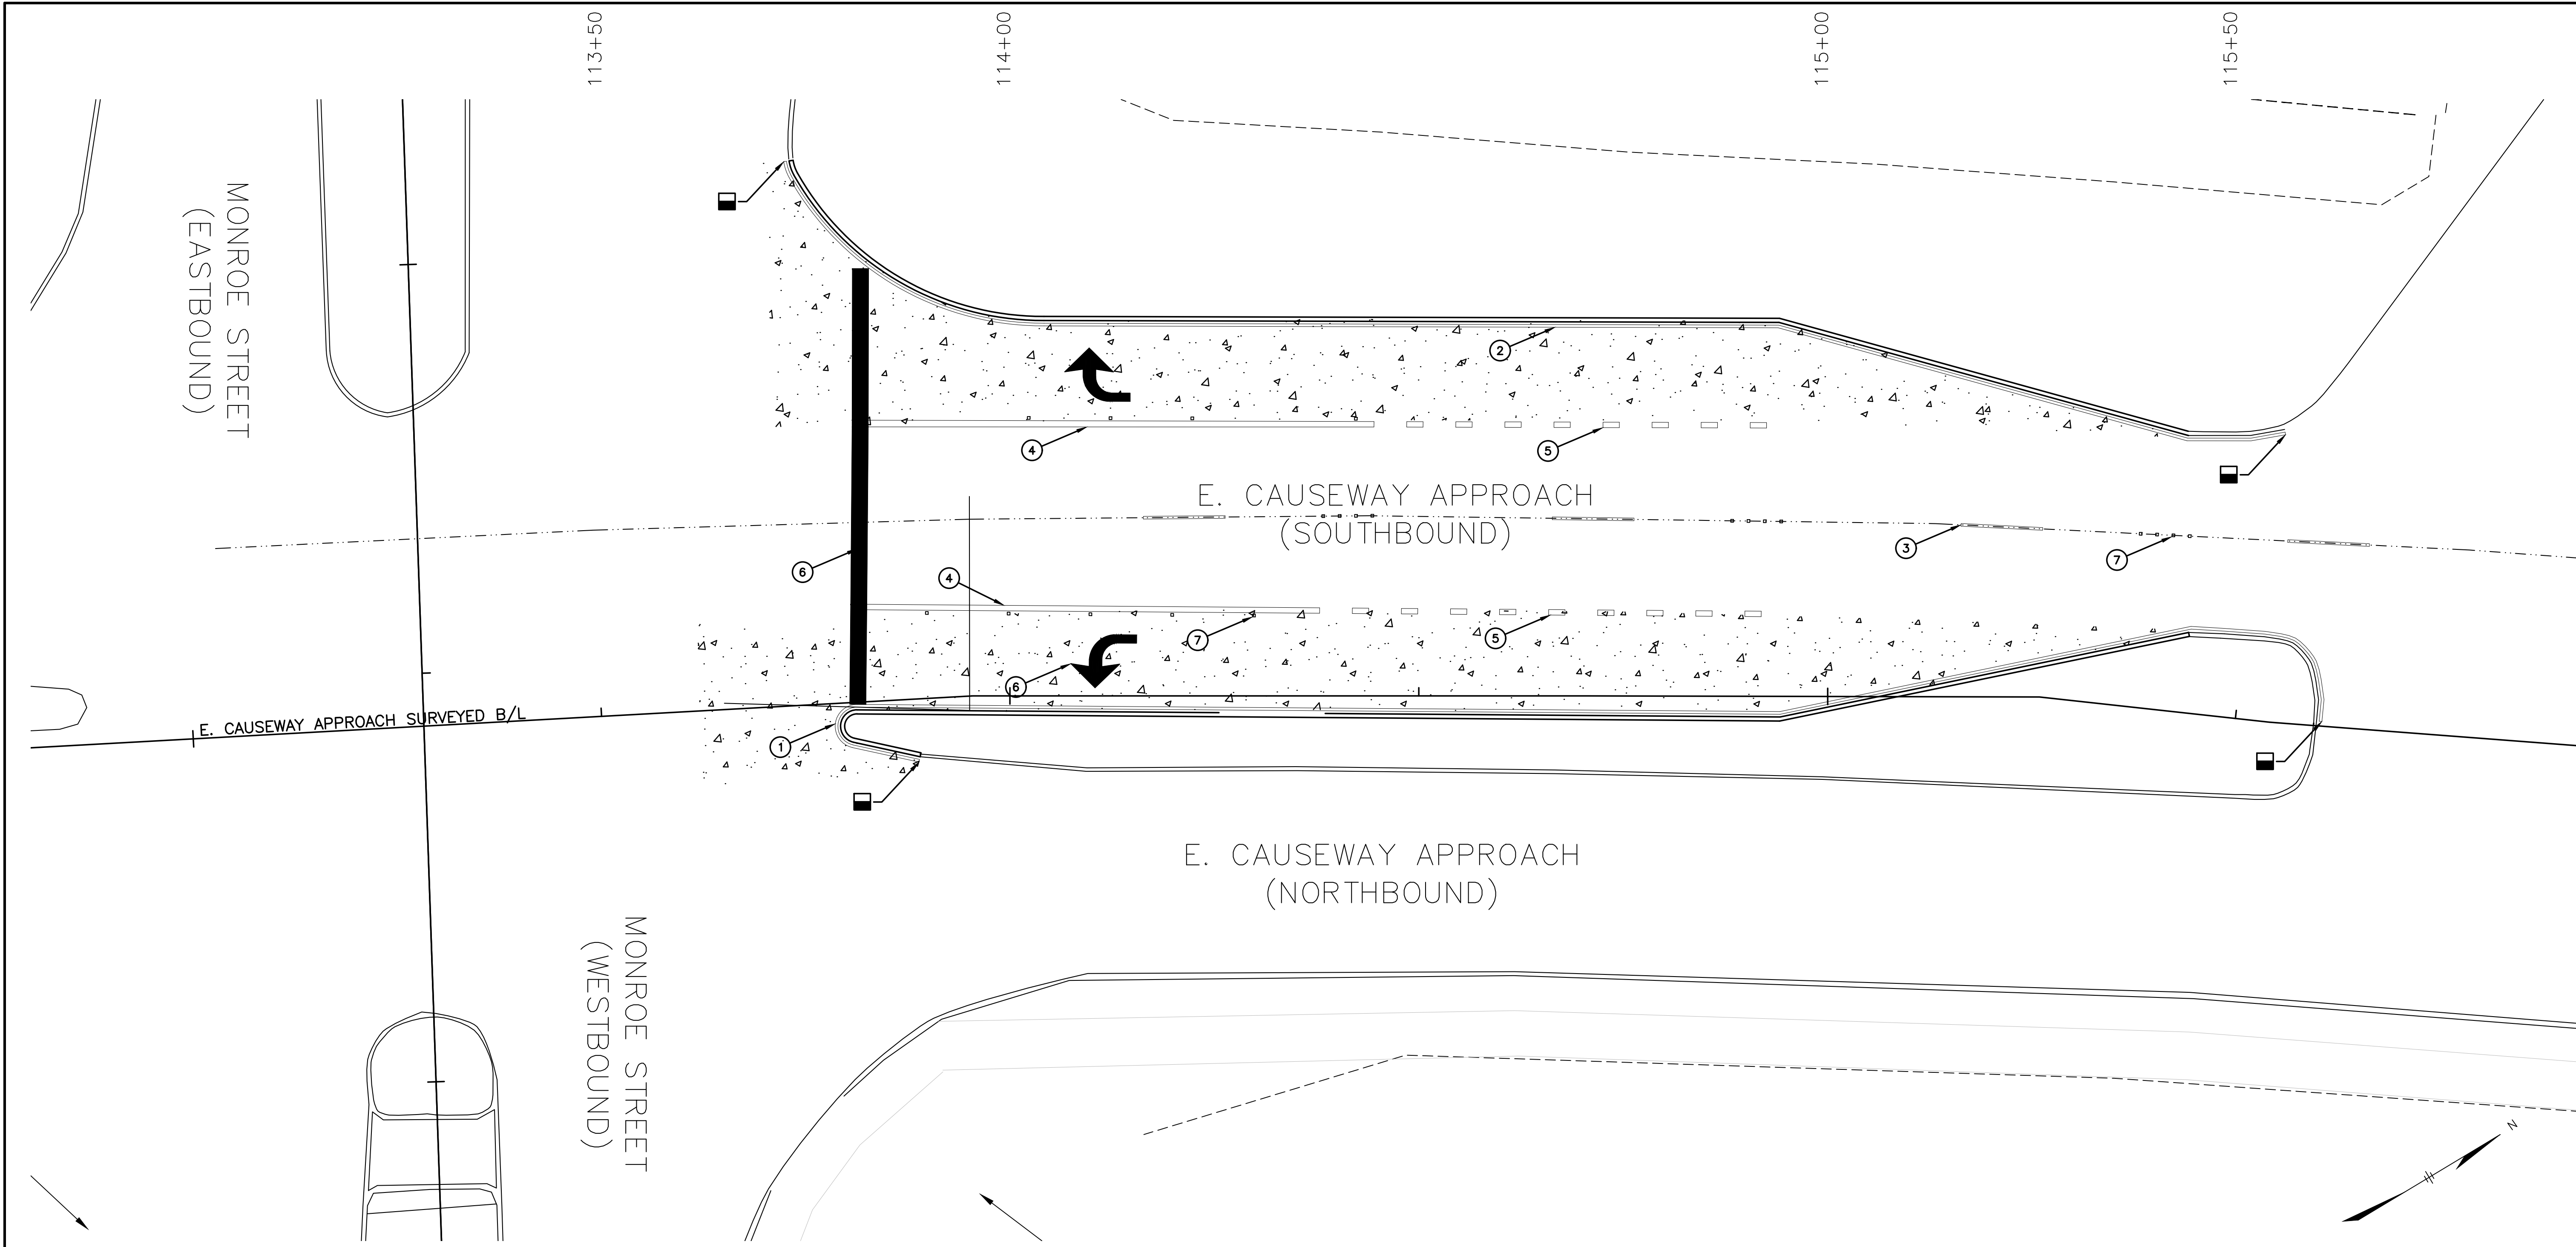 113+50
114+00
115+00
115+50
MONROE STREET
(EASTBOUND)
2
4
5
E. CAUSEWAY APPROACH
(SOUTHBOUND)
6
4
3
7
7
5
6
E. CAUSEWAY APPROACH SURVEYED B/L
1
E. CAUSEWAY APPROACH
(NORTHBOUND)
MONROE STREET
(WESTBOUND)
N